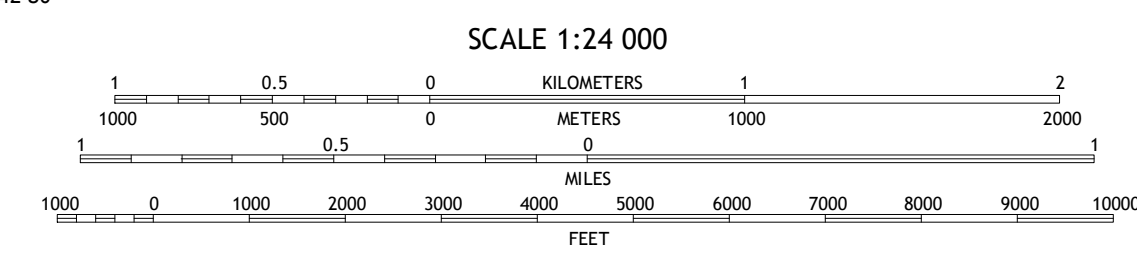 SCALE 1:24 000
1 0.5 0 KILOMETERS 1 2
1000 500 0 METERS 1000 2000
1 0.5 0 1
MILES
1000 0 1000 2000 3000 4000 5000 6000 7000 8000 9000 10000
FEET